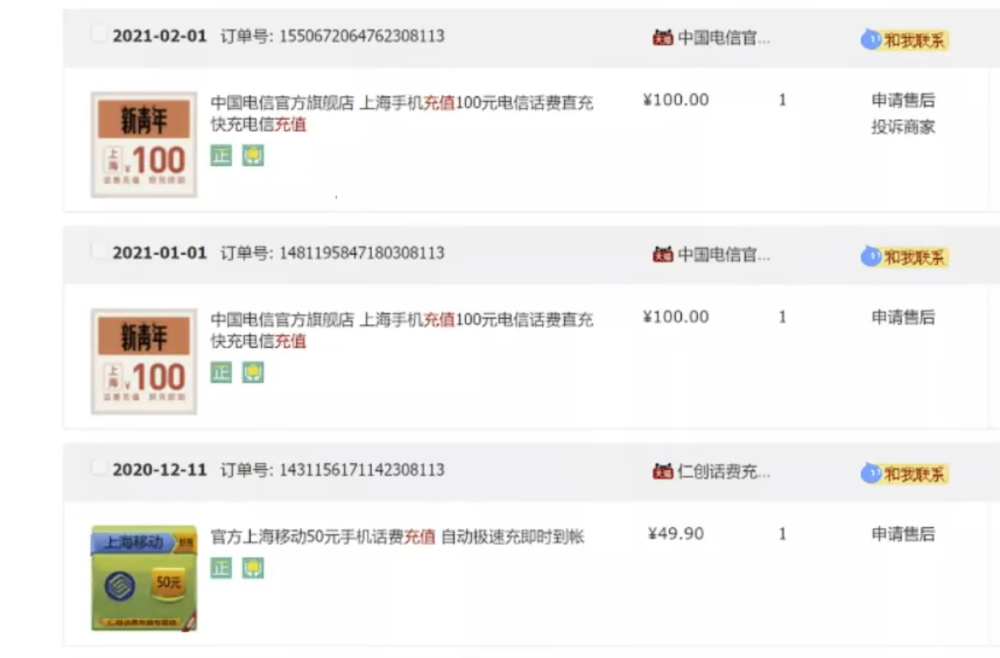 2021-02-01 订单号: 1550672064762308113 中国电信官... 和我联系
新青年
上海 ¥100
中国电信官方旗舰店 上海手机充值100元电信话费直充
快充电信充值
正
¥100.00 1 申请售后
投诉商家
2021-01-01 订单号: 1481195847180308113 中国电信官... 和我联系
新青年
上海 ¥100
中国电信官方旗舰店 上海手机充值100元电信话费直充
快充电信充值
正
¥100.00 1 申请售后
2020-12-11 订单号: 1431156171142308113 仁创话费充... 和我联系
上海移动
50元
官方上海移动50元手机话费充值 自动极速充即时到帐
正
¥49.90 1 申请售后